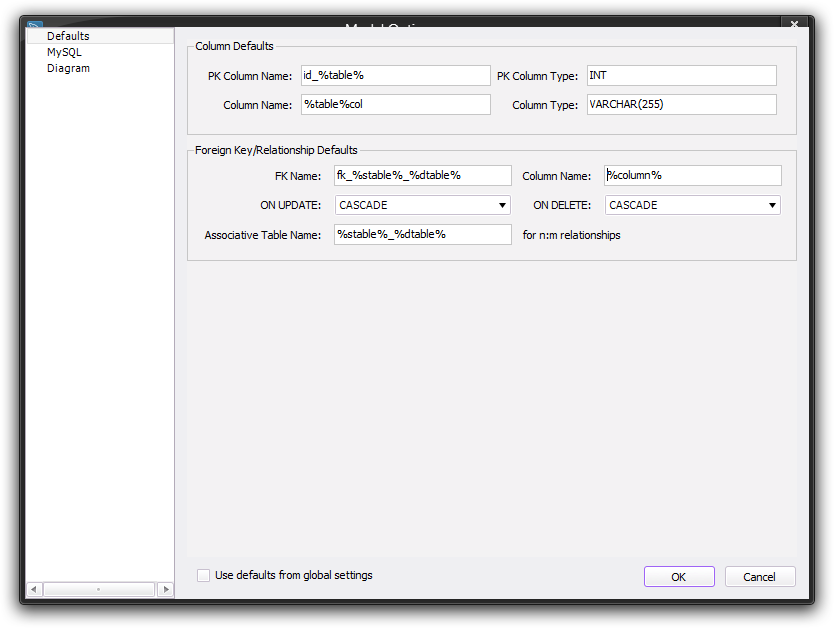 Defaults
MySQL
Diagram
Column Defaults
PK Column Name: id_%table% PK Column Type: INT
Column Name: %table%col Column Type: VARCHAR(255)
Foreign Key/Relationship Defaults
FK Name: fk_%stable%_%dtable% Column Name: %column%
ON UPDATE: CASCADE ON DELETE: CASCADE
Associative Table Name: %stable%_%dtable% for n:m relationships
Use defaults from global settings OK Cancel